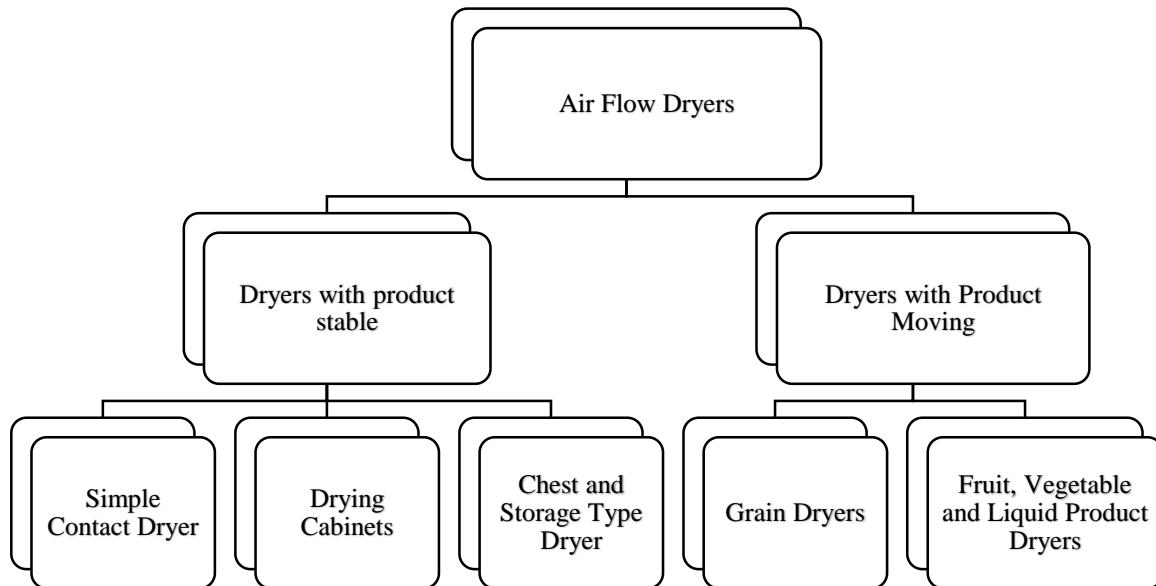 Air Flow Dryers
Dryers with product
stable
Dryers with Product
Moving
Simple
Contact Dryer
Drying
Cabinets
Chest and
Storage Type
Dryer
Grain Dryers
Fruit, Vegetable
and Liquid Product
Dryers